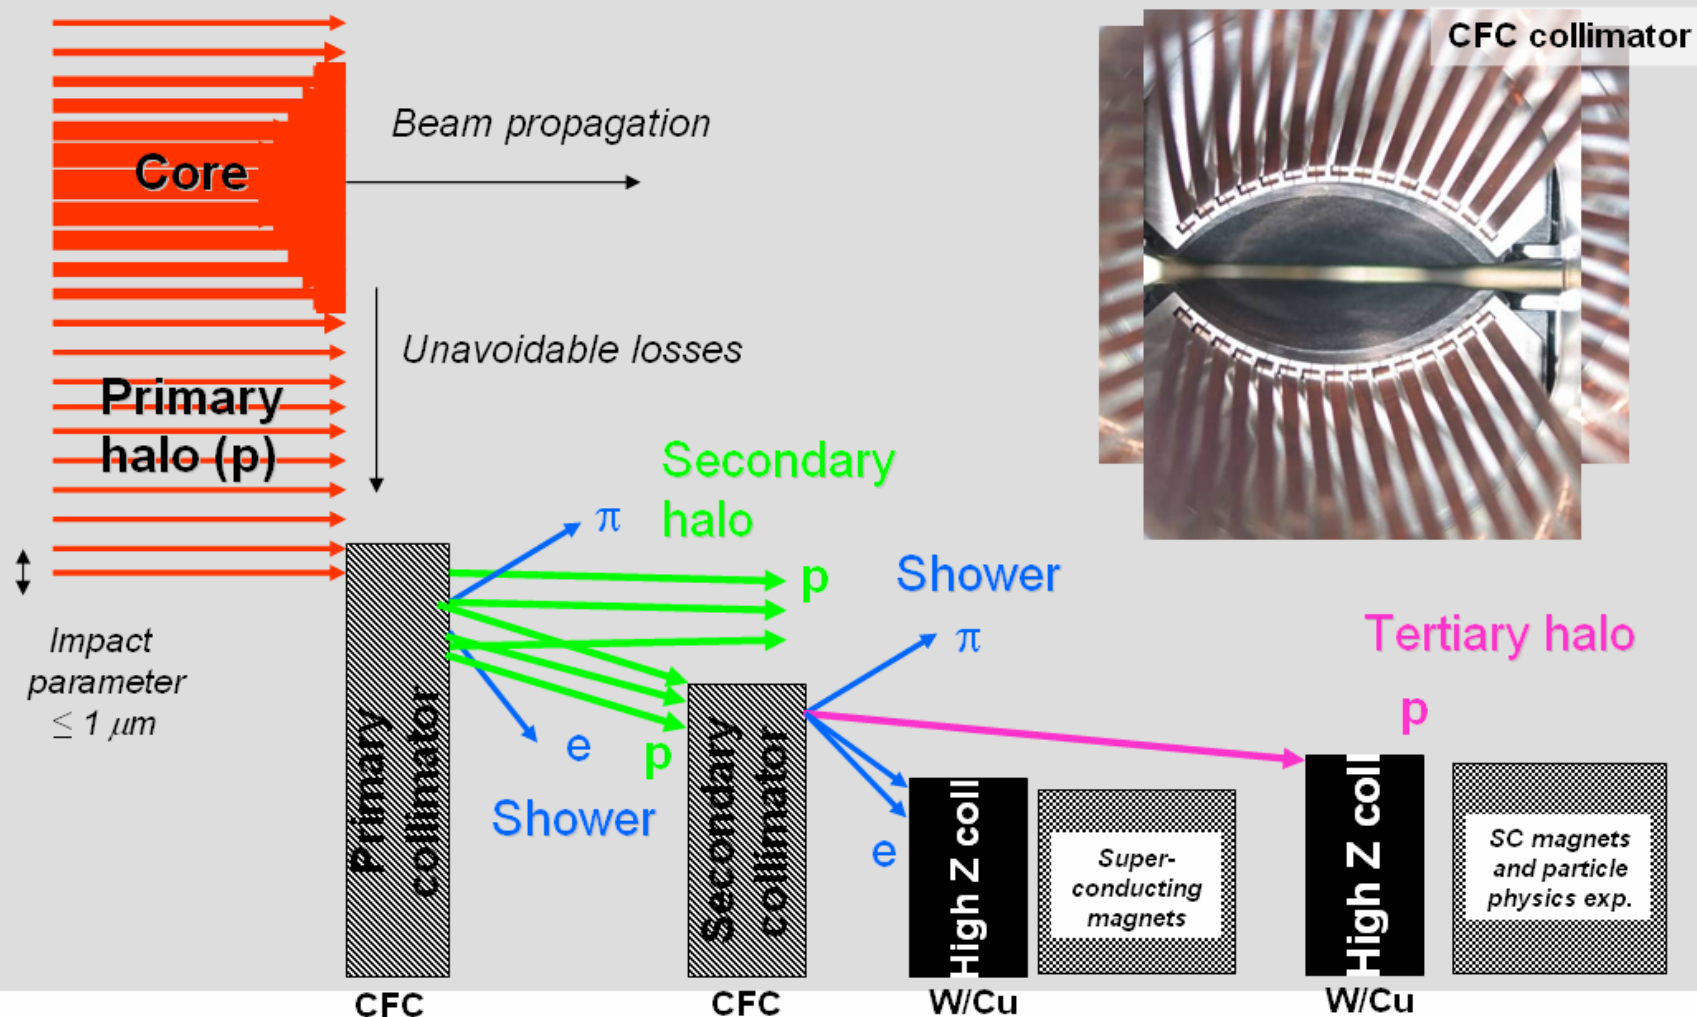 CFC collimator
Beam propagation
Core
Unavoidable losses
Primary
halo (p)
Secondary
halo
π
p
Shower
π
Tertiary halo
p
Impact
parameter
≤ 1 μm
e
p
Shower
e
Primary
collimator
Secondary
collimator
High Z coll
Super-
conducting
magnets
High Z coll
SC magnets
and particle
physics exp.
CFC
CFC
W/Cu
W/Cu